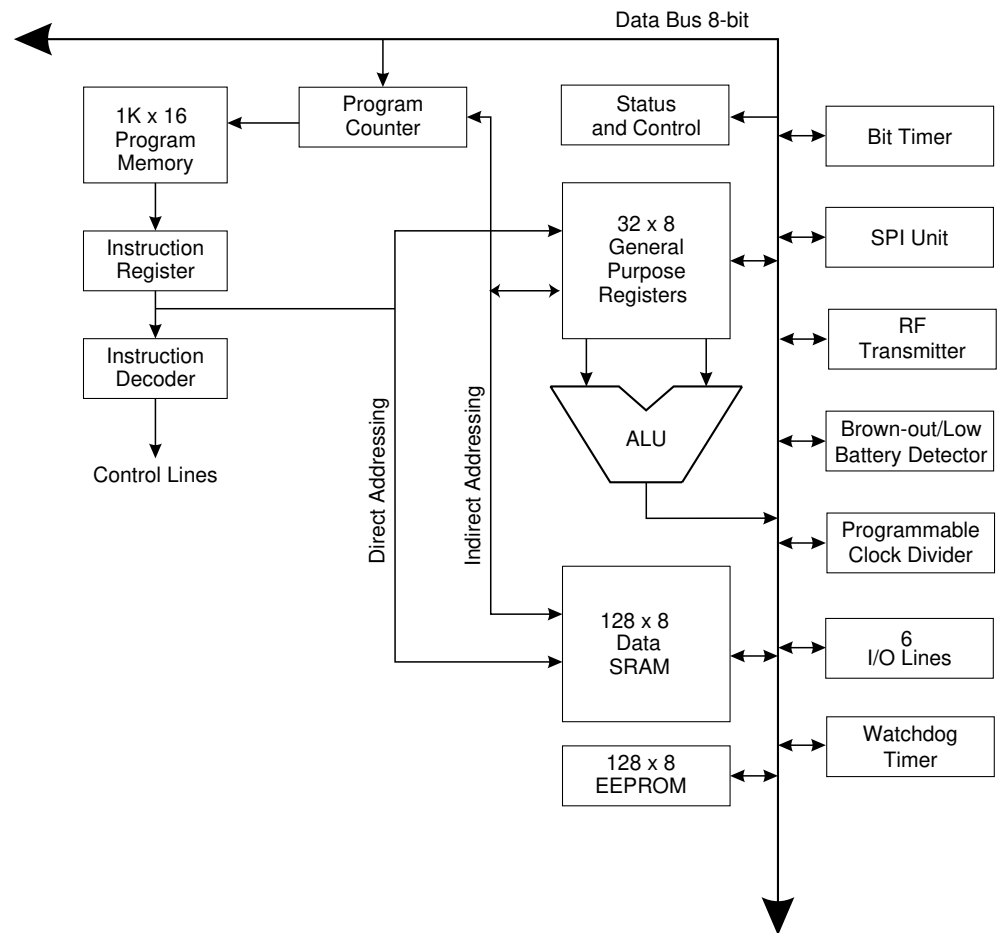 Data Bus 8-bit
1K x 16
Program
Memory
Program
Counter
Status
and Control
Bit Timer
Instruction
Register
32 x 8
General
Purpose
Registers
SPI Unit
Instruction
Decoder
RF
Transmitter
Control Lines
Direct Addressing
Indirect Addressing
ALU
Brown-out/Low
Battery Detector
Programmable
Clock Divider
128 x 8
Data
SRAM
6
I/O Lines
128 x 8
EEPROM
Watchdog
Timer